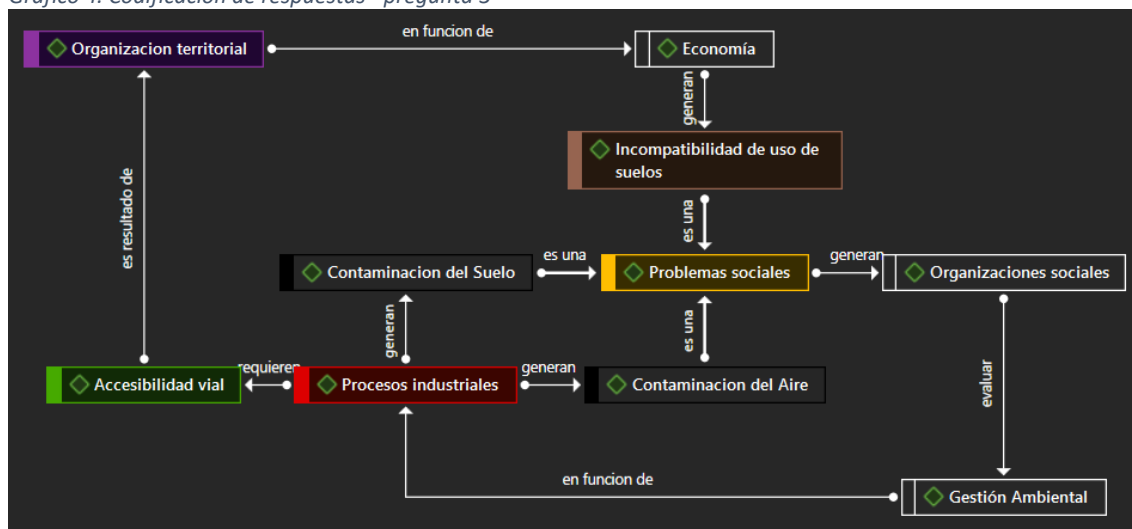 Organizacion territorial
en funcion de
Economía
generan
Incompatibilidad de uso de
suelos
es resultado de
es una
Contaminacion del Suelo
es una
Problemas sociales
generan
Organizaciones sociales
generan
es una
requieren
generan
Accesibilidad vial
Procesos industriales
Contaminacion del Aire
evaluar
en funcion de
Gestión Ambiental